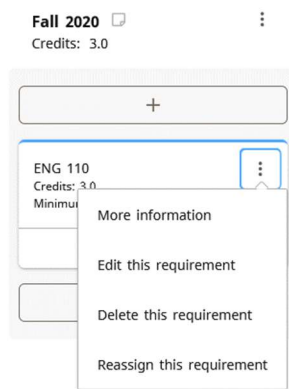 Fall 2020
Credits: 3.0
+
ENG 110
Credits: 3.0
More information
Edit this requirement
Delete this requirement
Reassign this requirement